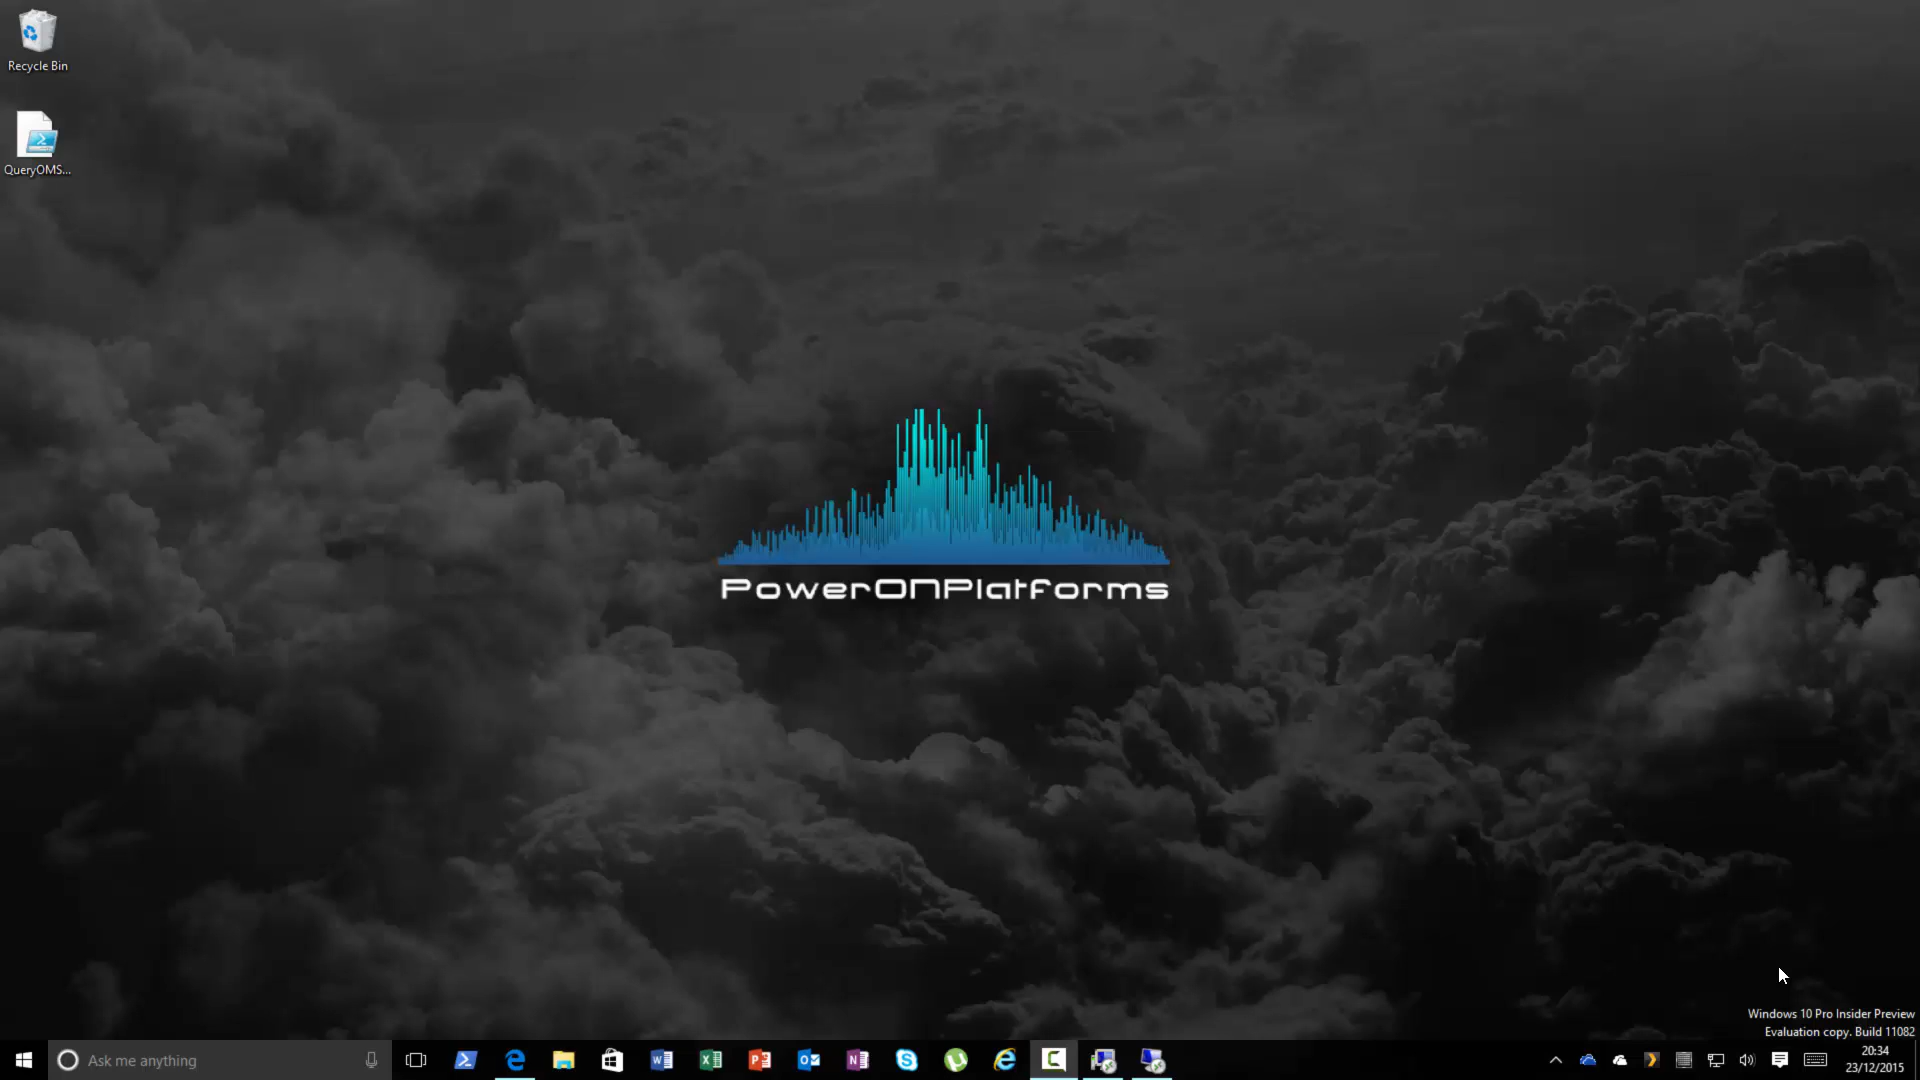 Recycle Bin
QueryOMS...
PowerONPlatforms
Windows 10 Pro Insider Preview
Evaluation copy. Build 11082
Ask me anything
20:34
23/12/2015